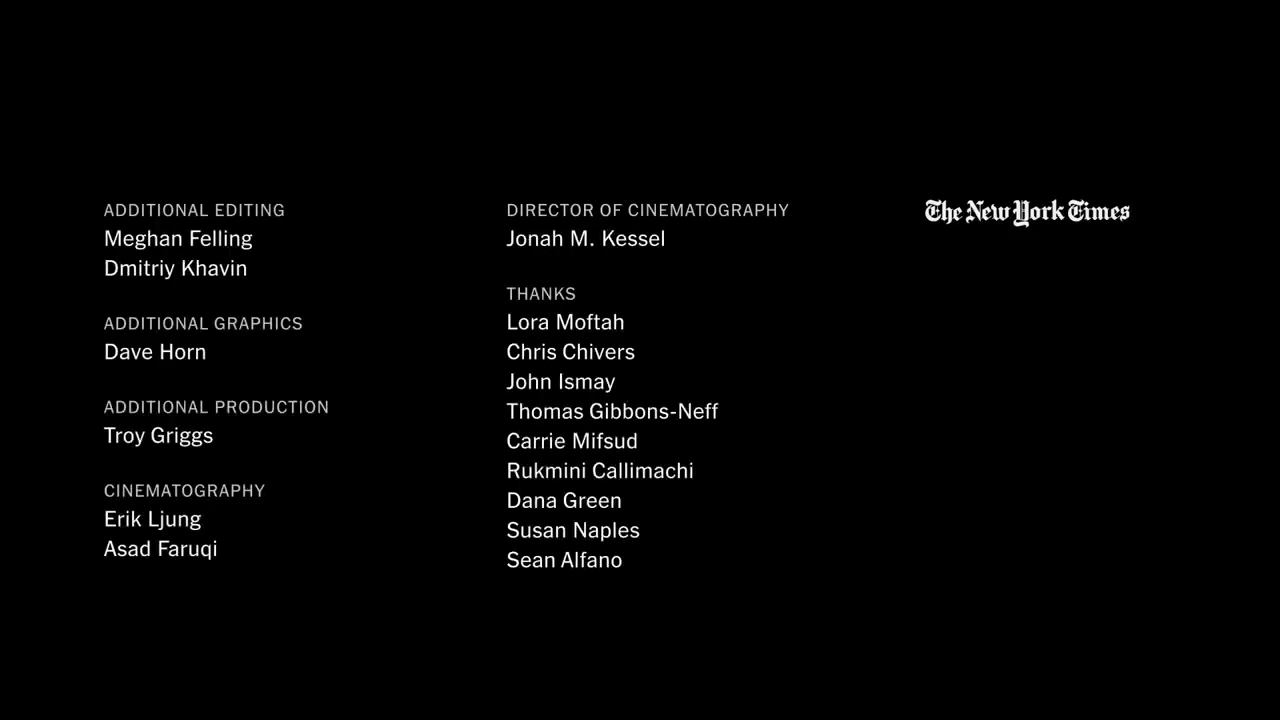 ADDITIONAL EDITING
Meghan Felling
Dmitriy Khavin
ADDITIONAL GRAPHICS
Dave Horn
ADDITIONAL PRODUCTION
Troy Griggs
CINEMATOGRAPHY
Erik Ljung
Asad Faruqi
DIRECTOR OF CINEMATOGRAPHY
Jonah M. Kessel
THANKS
Lora Moftah
Chris Chivers
John Ismay
Thomas Gibbons-Neff
Carrie Mifsud
Rukmini Callimachi
Dana Green
Susan Naples
Sean Alfano
The New York Times